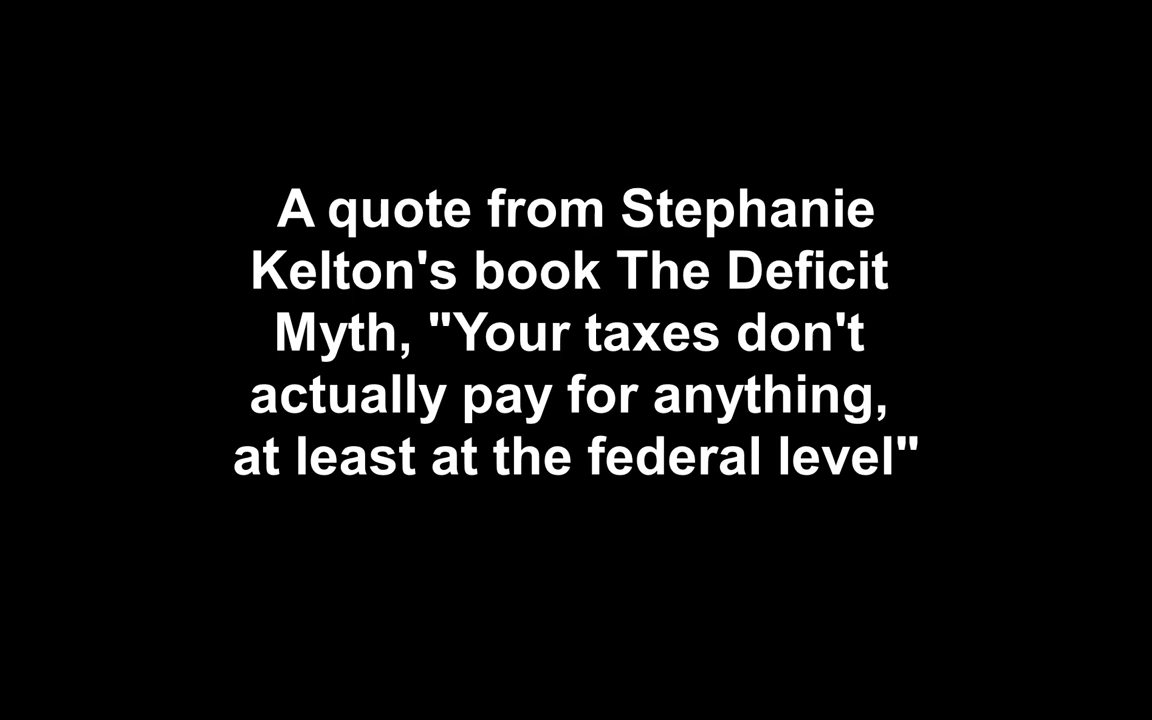 A quote from Stephanie
Kelton's book The Deficit
Myth, "Your taxes don't
actually pay for anything,
at least at the federal level"